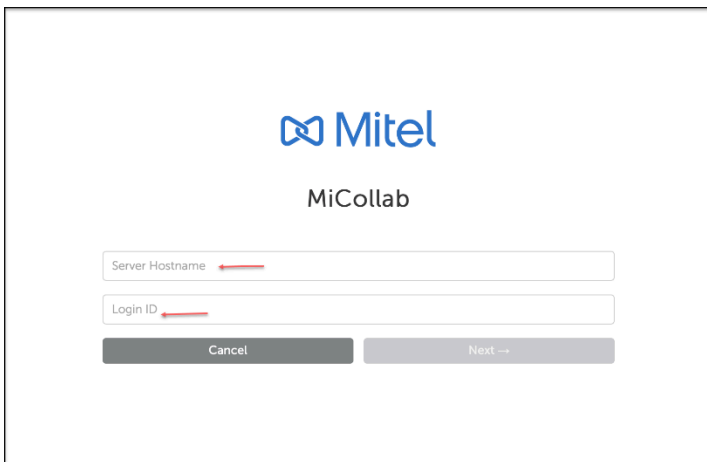 Mitel
MiCollab
Server Hostname
Login ID
Cancel Next →